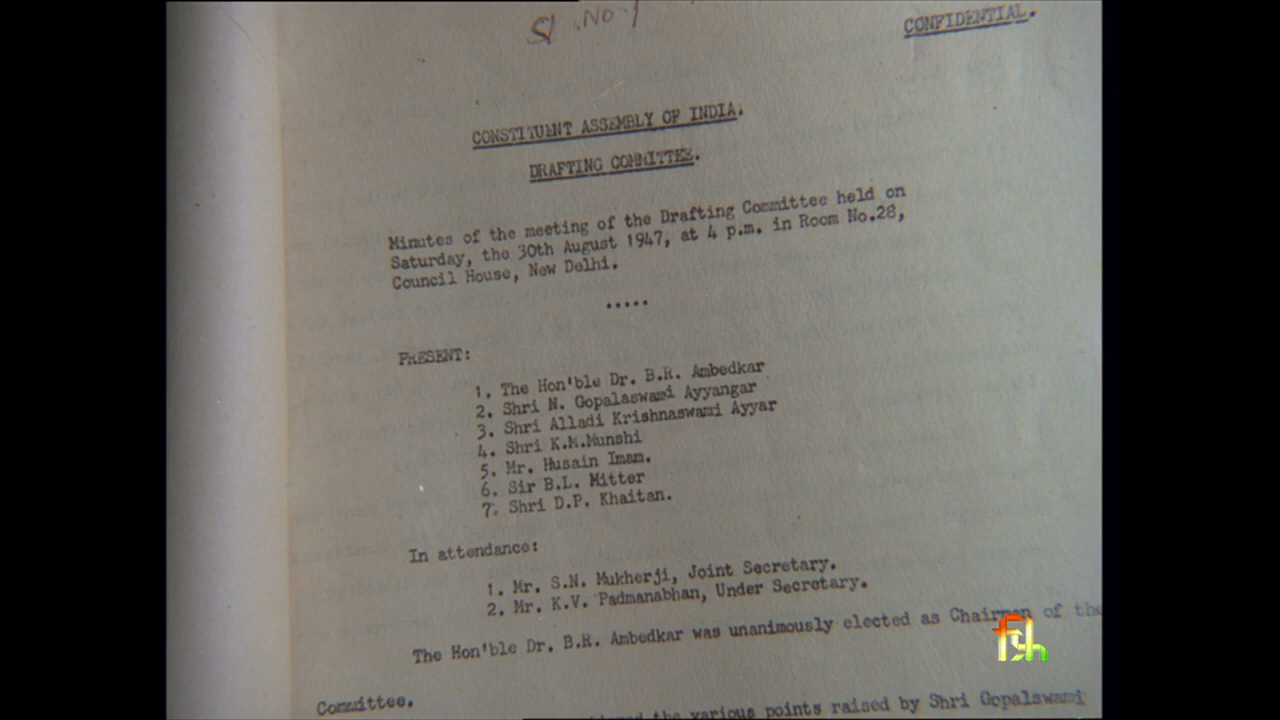 Sl .No 1
CONFIDENTIAL.
CONSTITUENT ASSEMBLY OF INDIA.
DRAFTING COMMITTEE.
Minutes of the meeting of the Drafting Committee held on
Saturday, the 30th August 1947, at 4 p.m. in Room No.28,
Council House, New Delhi.
.....
PRESENT:
1. The Hon'ble Dr. B.R. Ambedkar
2. Shri N. Gopalaswami Ayyangar
3. Shri Alladi Krishnaswami Ayyar
4. Shri K.M.Munshi
5. Mr. Husain Imam.
6. Sir B.L. Mitter
7. Shri D.P. Khaitan.
In attendance:
1. Mr. S.N. Mukherji, Joint Secretary.
2. Mr. K.V. Padmanabhan, Under Secretary.
The Hon'ble Dr. B.R. Ambedkar was unanimously elected as Chairman of the
Committee.
the various points raised by Shri Gopalswami